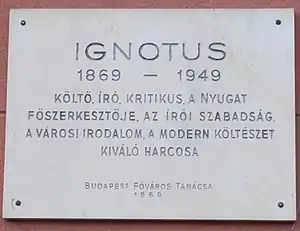 IGNOTUS
1869 — 1949
KÖLTŐ, ÍRÓ, KRITIKUS, A NYUGAT
FŐSZERKESZTŐJE, AZ ÍRÓI SZABADSÁG,
A VÁROSI IRODALOM, A MODERN KÖLTÉSZET
KIVÁLÓ HARCOSA
BUDAPEST FŐVÁROS TANÁCSA
1969